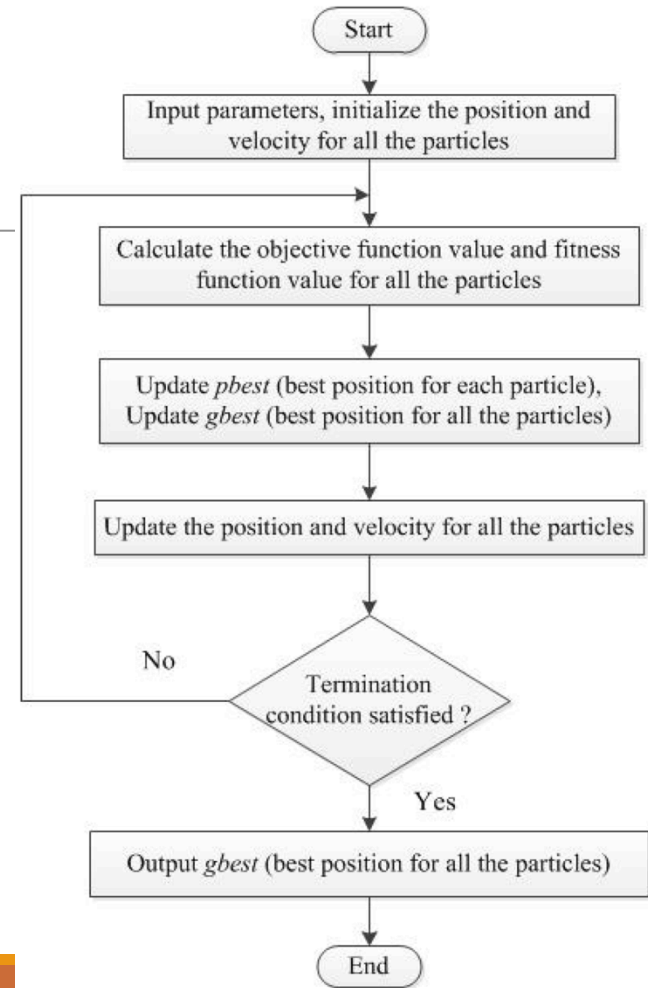 Start
Input parameters, initialize the position and
velocity for all the particles
Calculate the objective function value and fitness
function value for all the particles
Update pbest (best position for each particle),
Update gbest (best position for all the particles)
Update the position and velocity for all the particles
No
Termination
condition satisfied ?
Yes
Output gbest (best position for all the particles)
End